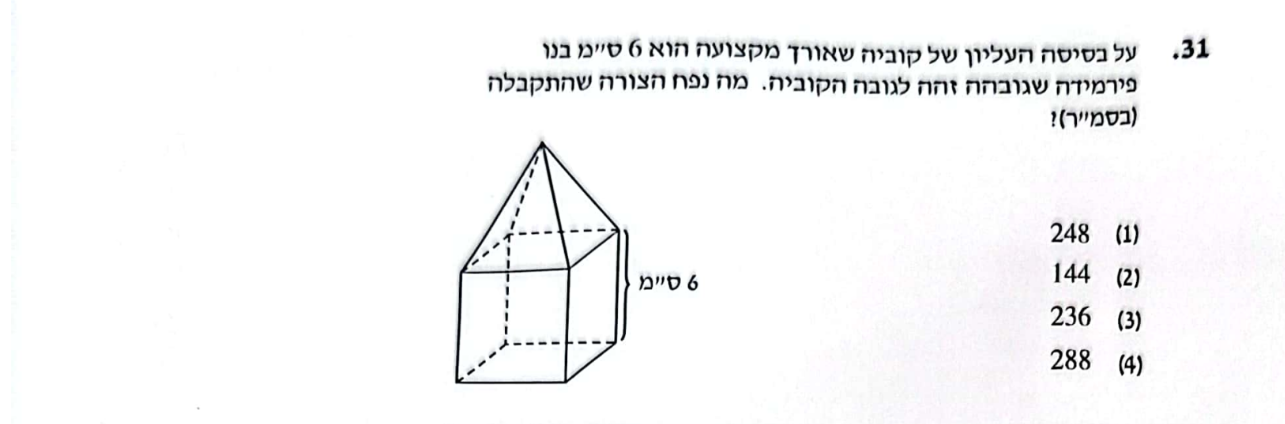 31. על בסיסה העליון של קוביה שאורך מקצועה הוא 6 ס״מ בנו
פירמידה שגובהה זהה לגובה הקוביה. מה נפח הצורה שהתקבלה
(בסמ״ר)?
(1) 248
(2) 144
(3) 236
(4) 288
6 ס״מ